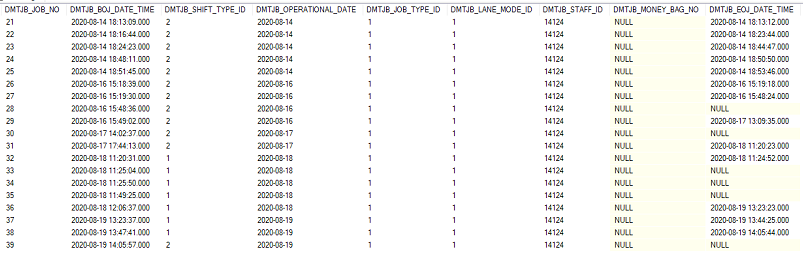 DMTJB_JOB_NO DMTJB_BOJ_DATE_TIME DMTJB_SHIFT_TYPE_ID DMTJB_OPERATIONAL_DATE DMTJB_JOB_TYPE_ID DMTJB_LANE_MODE_ID DMTJB_STAFF_ID DMTJB_MONEY_BAG_NO DMTJB_EOJ_DATE_TIME
21 2020-08-14 18:13:09.000 2 2020-08-14 1 1 14124 NULL 2020-08-14 18:13:12.000
22 2020-08-14 18:16:44.000 2 2020-08-14 1 1 14124 NULL 2020-08-14 18:23:44.000
23 2020-08-14 18:24:23.000 2 2020-08-14 1 1 14124 NULL 2020-08-14 18:44:47.000
24 2020-08-14 18:48:11.000 2 2020-08-14 1 1 14124 NULL 2020-08-14 18:50:50.000
25 2020-08-14 18:51:45.000 2 2020-08-14 1 1 14124 NULL 2020-08-14 18:53:46.000
26 2020-08-16 15:18:39.000 2 2020-08-16 1 1 14124 NULL 2020-08-16 15:19:18.000
27 2020-08-16 15:19:30.000 2 2020-08-16 1 1 14124 NULL 2020-08-16 15:48:24.000
28 2020-08-16 15:48:36.000 2 2020-08-16 1 1 14124 NULL NULL
29 2020-08-16 15:49:02.000 2 2020-08-16 1 1 14124 NULL 2020-08-17 13:09:35.000
30 2020-08-17 14:02:37.000 2 2020-08-17 1 1 14124 NULL NULL
31 2020-08-17 17:44:13.000 2 2020-08-17 1 1 14124 NULL 2020-08-18 11:20:23.000
32 2020-08-18 11:20:31.000 1 2020-08-18 1 1 14124 NULL 2020-08-18 11:24:52.000
33 2020-08-18 11:25:04.000 1 2020-08-18 1 1 14124 NULL NULL
34 2020-08-18 11:25:50.000 1 2020-08-18 1 1 14124 NULL NULL
35 2020-08-18 11:49:25.000 1 2020-08-18 1 1 14124 NULL NULL
36 2020-08-18 12:06:37.000 1 2020-08-18 1 1 14124 NULL 2020-08-19 13:23:23.000
37 2020-08-19 13:23:37.000 1 2020-08-19 1 1 14124 NULL 2020-08-19 13:44:25.000
38 2020-08-19 13:47:41.000 1 2020-08-19 1 1 14124 NULL 2020-08-19 14:05:44.000
39 2020-08-19 14:05:57.000 2 2020-08-19 1 1 14124 NULL NULL